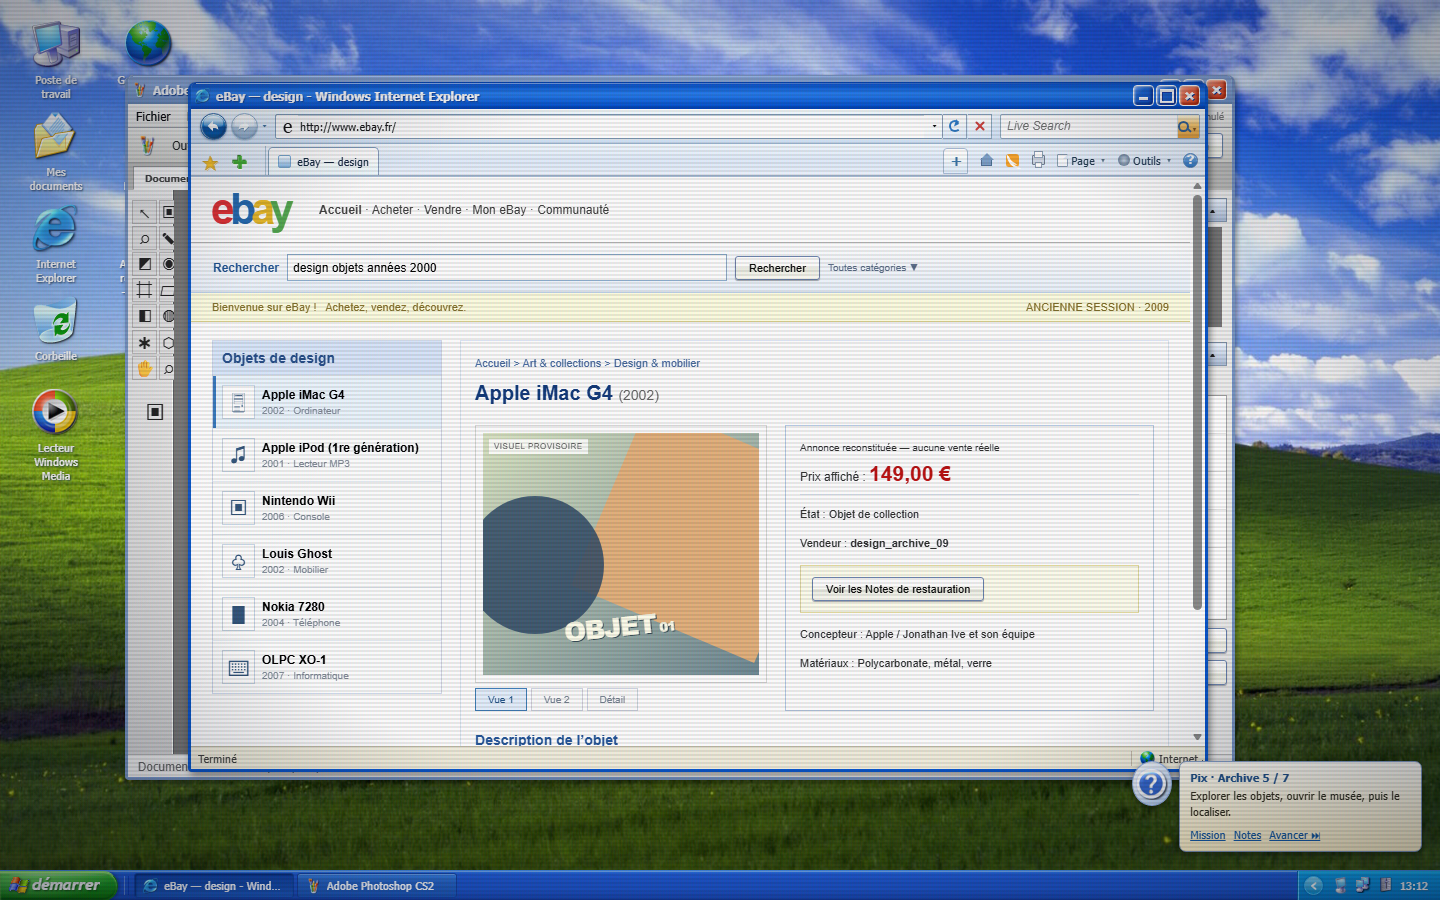 Poste de
travail
Mes
documents
Internet
Explorer
Corbeille
Lecteur
Windows
Media
Adobe
Fichier
Documen
eBay — design - Windows Internet Explorer
http://www.ebay.fr/
Live Search
eBay — design
Page
Outils
ebay
Accueil · Acheter · Vendre · Mon eBay · Communauté
Rechercher
design objets années 2000
Rechercher
Toutes catégories ▼
Bienvenue sur eBay ! Achetez, vendez, découvrez.
ANCIENNE SESSION · 2009
Objets de design
Apple iMac G4
2002 · Ordinateur
Apple iPod (1re génération)
2001 · Lecteur MP3
Nintendo Wii
2006 · Console
Louis Ghost
2002 · Mobilier
Nokia 7280
2004 · Téléphone
OLPC XO-1
2007 · Informatique
Accueil > Art & collections > Design & mobilier
Apple iMac G4 (2002)
VISUEL PROVISOIRE
OBJET 01
Vue 1
Vue 2
Détail
Annonce reconstituée — aucune vente réelle
Prix affiché : 149,00 €
État : Objet de collection
Vendeur : design_archive_09
Voir les Notes de restauration
Concepteur : Apple / Jonathan Ive et son équipe
Matériaux : Polycarbonate, métal, verre
Description de l'objet
Terminé
Internet
Documen
Pix · Archive 5 / 7
Explorer les objets, ouvrir le musée, puis le
localiser.
Mission Notes Avancer
démarrer
eBay — design - Wind...
Adobe Photoshop CS2
13:12